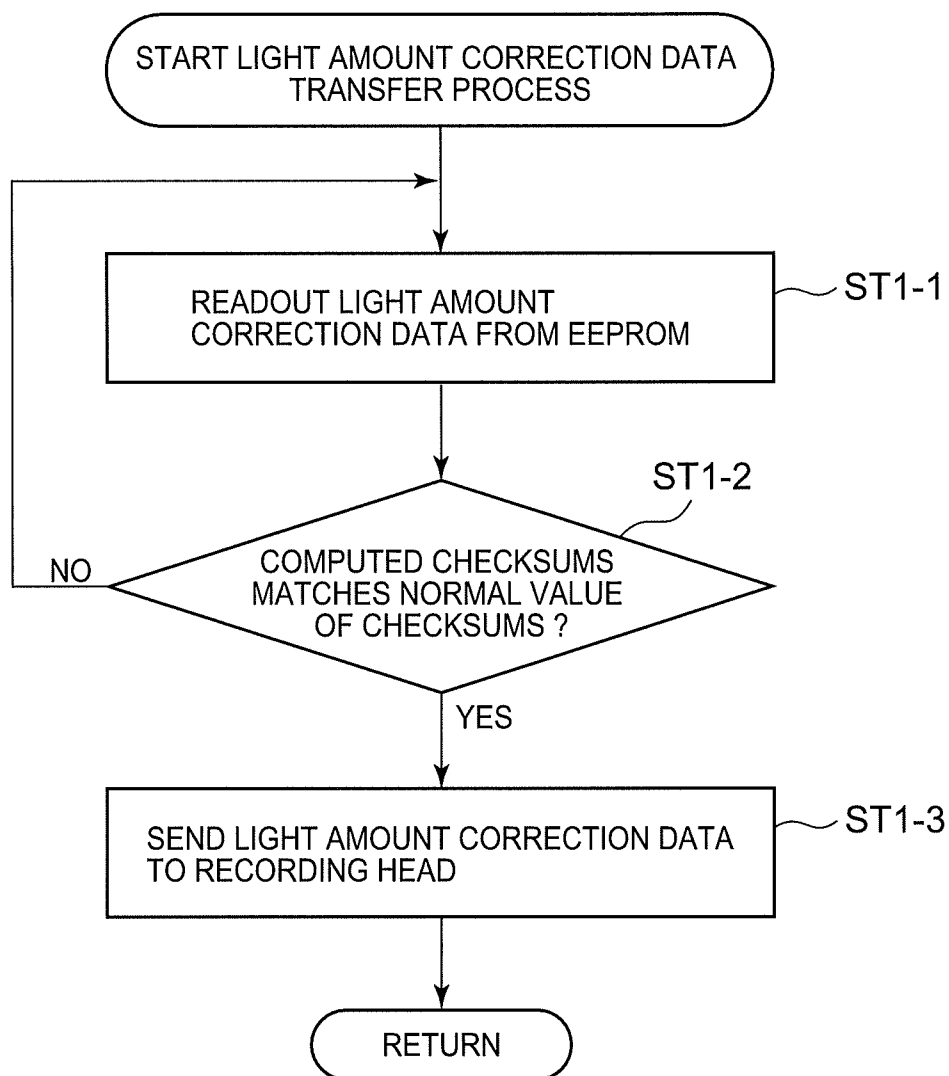 START LIGHT AMOUNT CORRECTION DATA
TRANSFER PROCESS
READOUT LIGHT AMOUNT
CORRECTION DATA FROM EEPROM
ST1-1
ST1-2
COMPUTED CHECKSUMS
MATCHES NORMAL VALUE
OF CHECKSUMS ?
NO
YES
SEND LIGHT AMOUNT CORRECTION DATA
TO RECORDING HEAD
ST1-3
RETURN